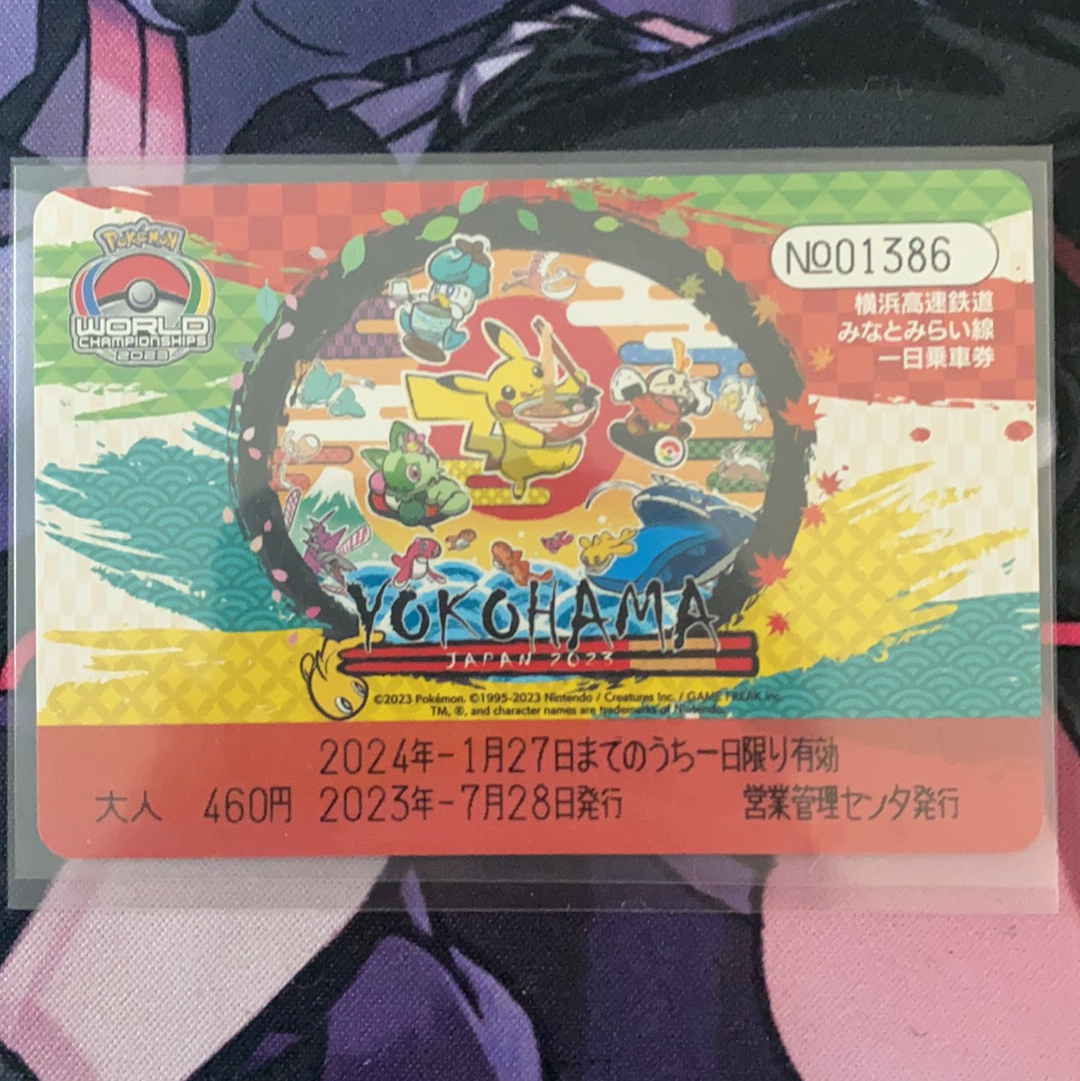 Pokémon
WORLD
CHAMPIONSHIPS
2023
№01386
横浜高速鉄道
みなとみらい線
一日乗車券
YOKOHAMA
JAPAN 2023
©2023 Pokémon. ©1995-2023 Nintendo / Creatures Inc. / GAME FREAK inc.
TM, ®, and character names are trademarks of Nintendo.
2024年-1月27日までのうち一日限り有効
大人 460円 2023年-7月28日発行 営業管理センタ発行